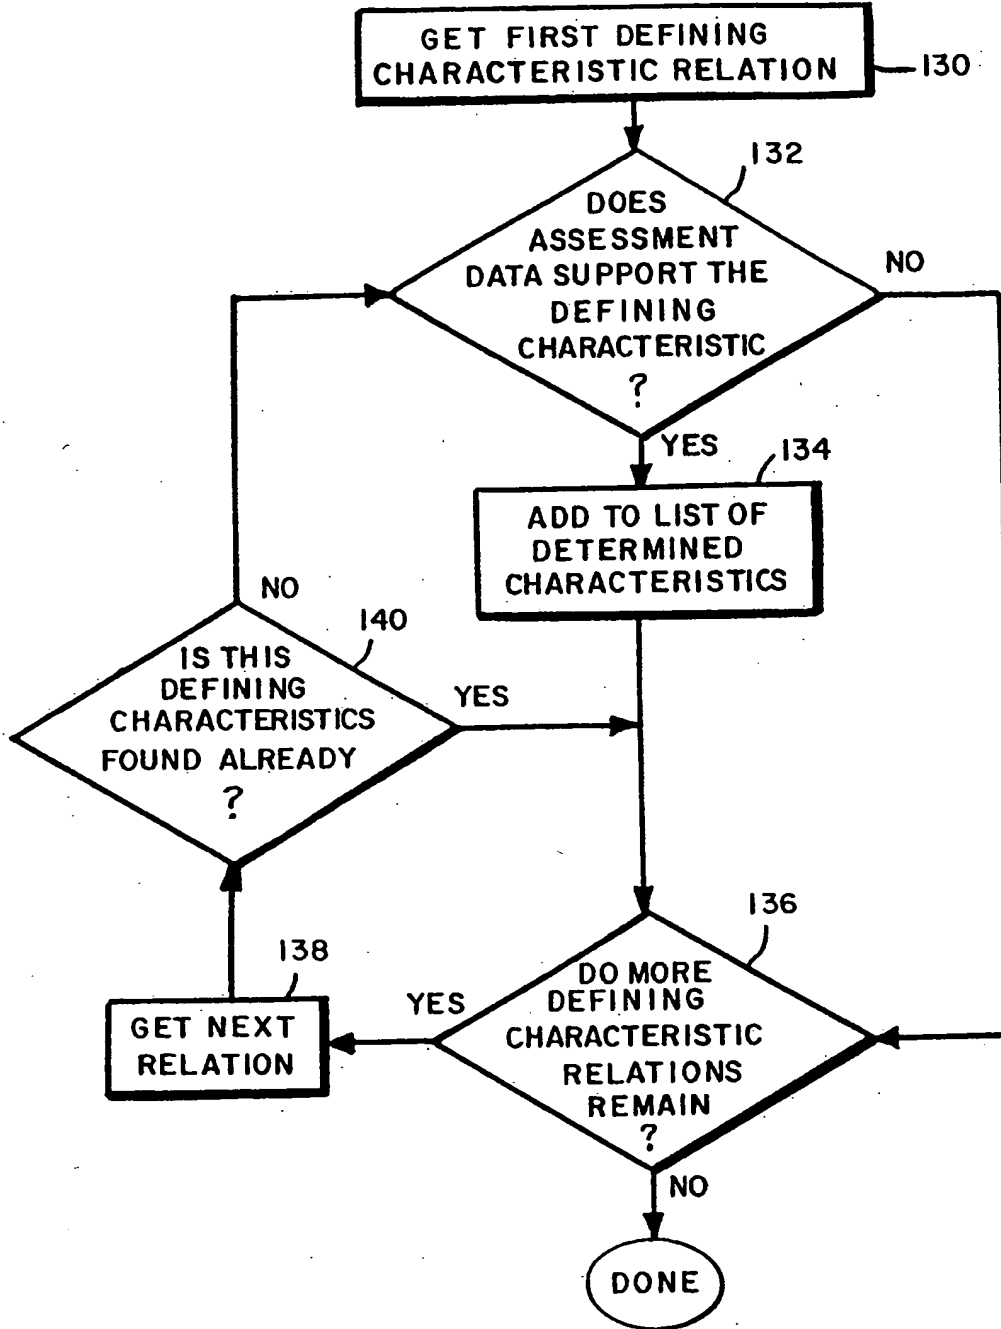 GET FIRST DEFINING
CHARACTERISTIC RELATION
130
132
DOES
ASSESSMENT
DATA SUPPORT THE
DEFINING
CHARACTERISTIC
?
NO
YES
134
ADD TO LIST OF
DETERMINED
CHARACTERISTICS
NO
140
IS THIS
DEFINING
CHARACTERISTICS
FOUND ALREADY
?
YES
136
DO MORE
DEFINING
CHARACTERISTIC
RELATIONS
REMAIN
?
YES
138
GET NEXT
RELATION
NO
DONE